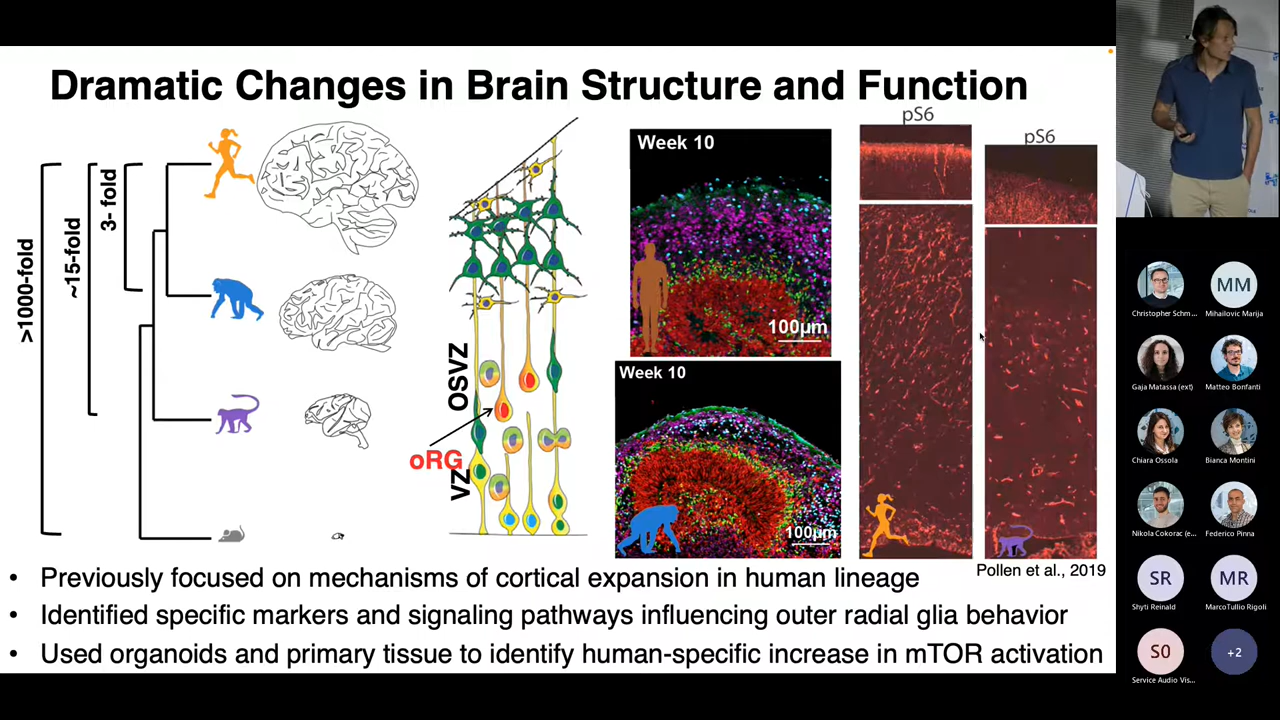 Dramatic Changes in Brain Structure and Function
>1000-fold
~15-fold
3- fold
OSVZ
oRG
VZ
Week 10
100μm
Week 10
100μm
pS6
pS6
Pollen et al., 2019
• Previously focused on mechanisms of cortical expansion in human lineage
• Identified specific markers and signaling pathways influencing outer radial glia behavior
• Used organoids and primary tissue to identify human-specific increase in mTOR activation
MM
Christopher Schm...
Mihailovic Marija
Gaja Matassa (ext)
Matteo Bonfanti
Chiara Ossola
Bianca Montini
Nikola Cokorac (e...
Federico Pinna
SR
MR
Shyti Reinald
MarcoTullio Rigoli
S0
+2
Service Audio Vis...